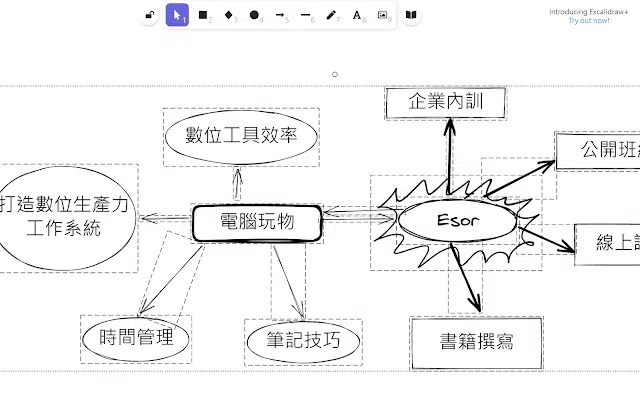 Introducing Excalidraw+
Try out now!
1
2
3
4
5
6
7
A
8
9
企業內訓
數位工具效率
公開班
打造數位生產力
工作系統
電腦玩物
Esor
線上
時間管理
筆記技巧
書籍撰寫